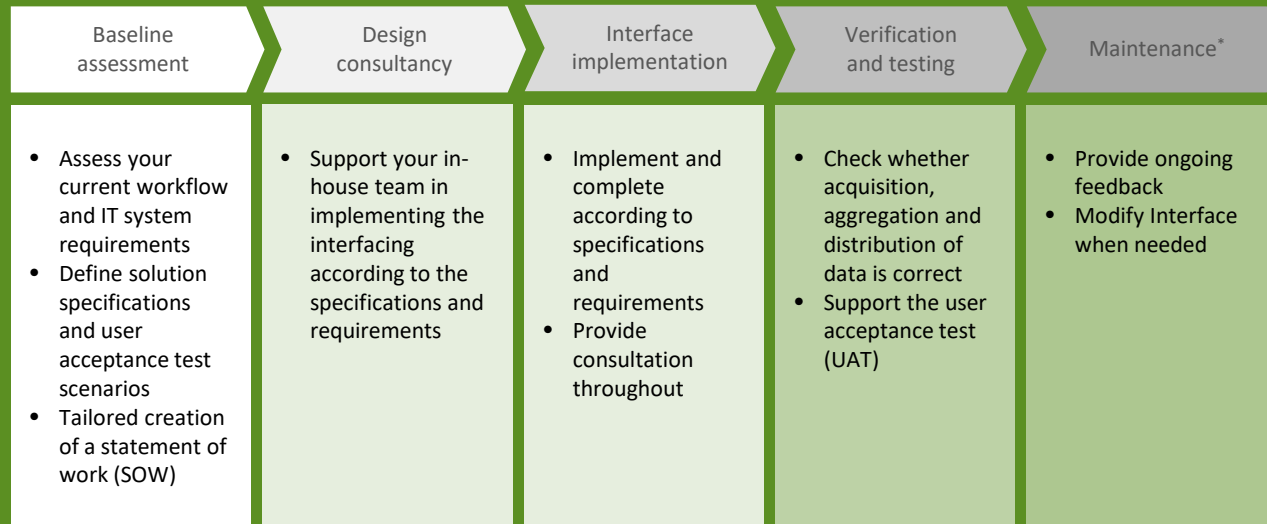 Baseline
assessment
Design
consultancy
Interface
implementation
Verification
and testing
Maintenance*
• Assess your
current workflow
and IT system
requirements
• Define solution
specifications
and user
acceptance test
scenarios
• Tailored creation
of a statement of
work (SOW)
• Support your in-
house team in
implementing the
interfacing
according to the
specifications and
requirements
• Implement and
complete
according to
specifications
and
requirements
• Provide
consultation
throughout
• Check whether
acquisition,
aggregation and
distribution of
data is correct
• Support the user
acceptance test
(UAT)
• Provide ongoing
feedback
• Modify Interface
when needed